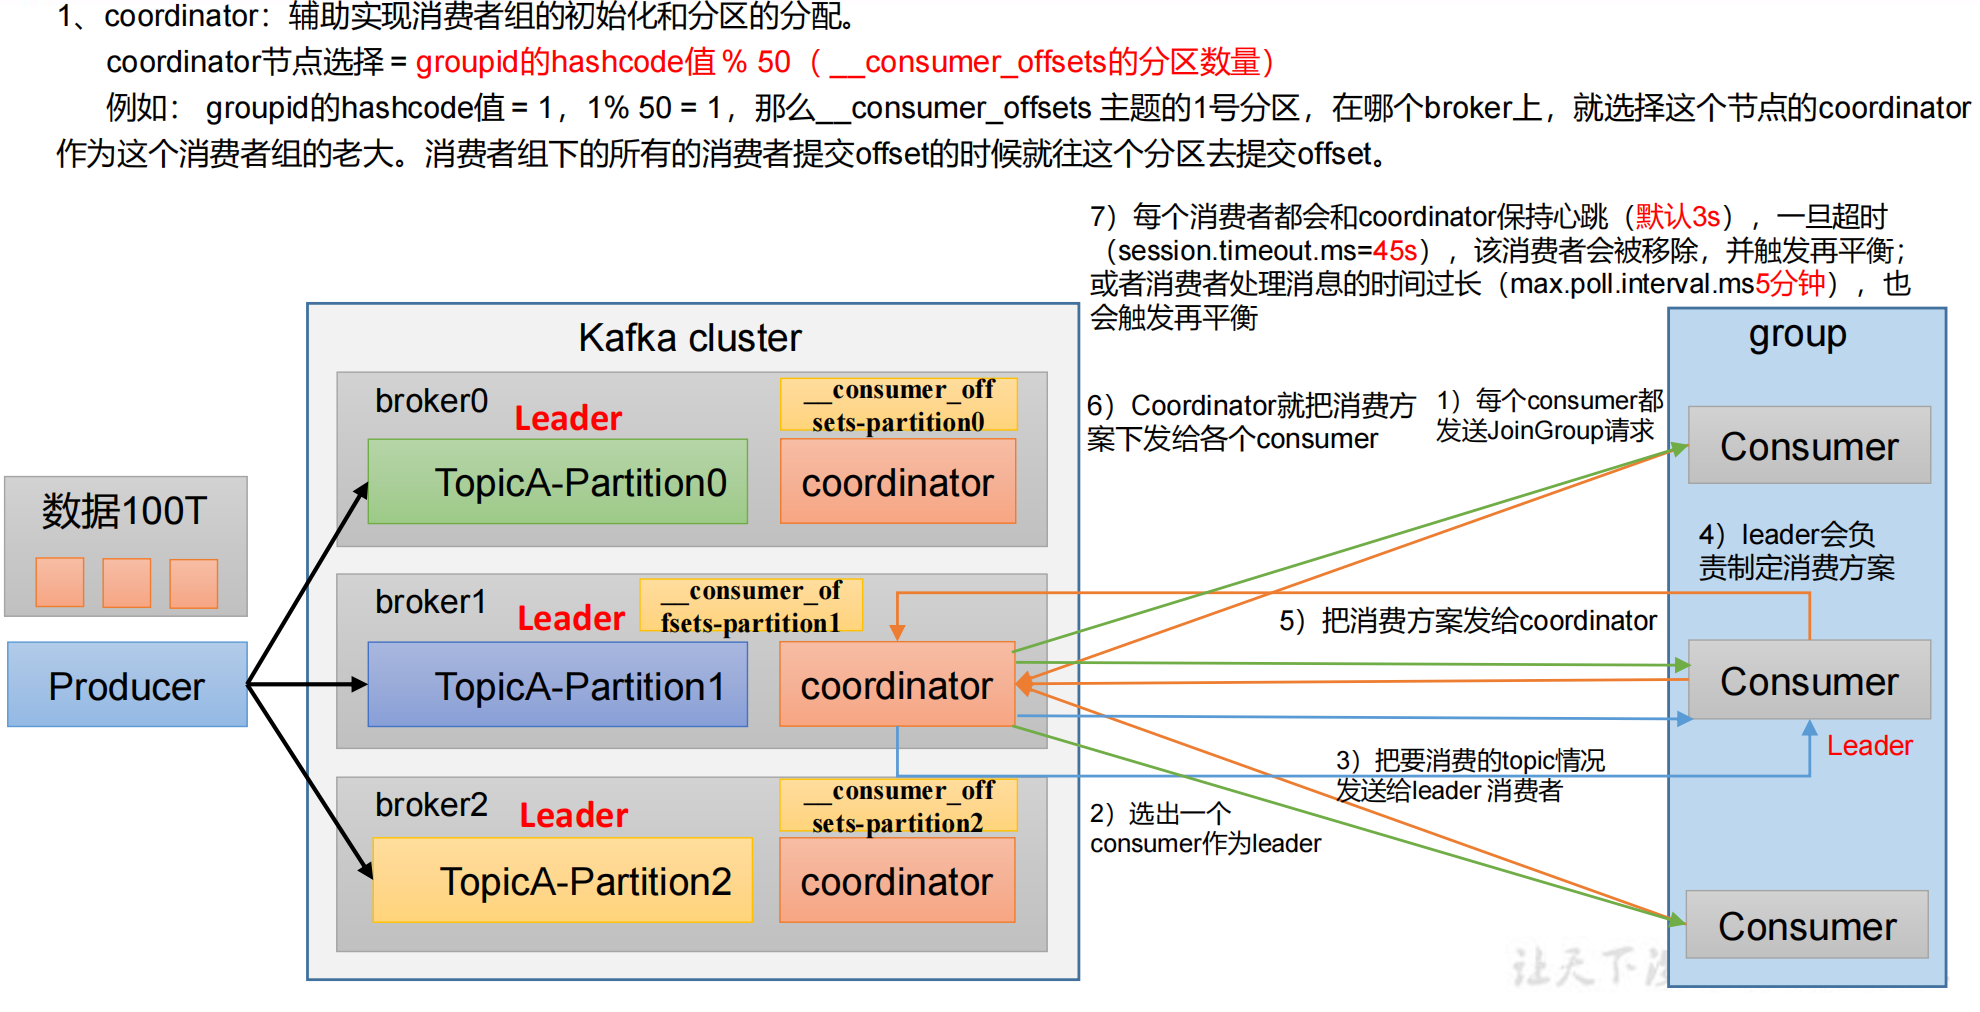 1、coordinator：辅助实现消费者组的初始化和分区的分配。
coordinator节点选择 = groupid的hashcode值 % 50（ __consumer_offsets的分区数量）
例如： groupid的hashcode值 = 1，1% 50 = 1，那么__consumer_offsets 主题的1号分区，在哪个broker上，就选择这个节点的coordinator
作为这个消费者组的老大。消费者组下的所有的消费者提交offset的时候就往这个分区去提交offset。
7）每个消费者都会和coordinator保持心跳（默认3s），一旦超时
（session.timeout.ms=45s），该消费者会被移除，并触发再平衡；
或者消费者处理消息的时间过长（max.poll.interval.ms5分钟），也
会触发再平衡
Kafka cluster
group
broker0
Leader
__consumer_off
sets-partition0
TopicA-Partition0
coordinator
6）Coordinator就把消费方
案下发给各个consumer
1）每个consumer都
发送JoinGroup请求
Consumer
数据100T
4）leader会负
责制定消费方案
broker1
Leader
__consumer_of
fsets-partition1
5）把消费方案发给coordinator
Producer
TopicA-Partition1
coordinator
Consumer
Leader
3）把要消费的topic情况
发送给leader 消费者
broker2
Leader
__consumer_off
sets-partition2
2）选出一个
consumer作为leader
TopicA-Partition2
coordinator
Consumer
让天下没